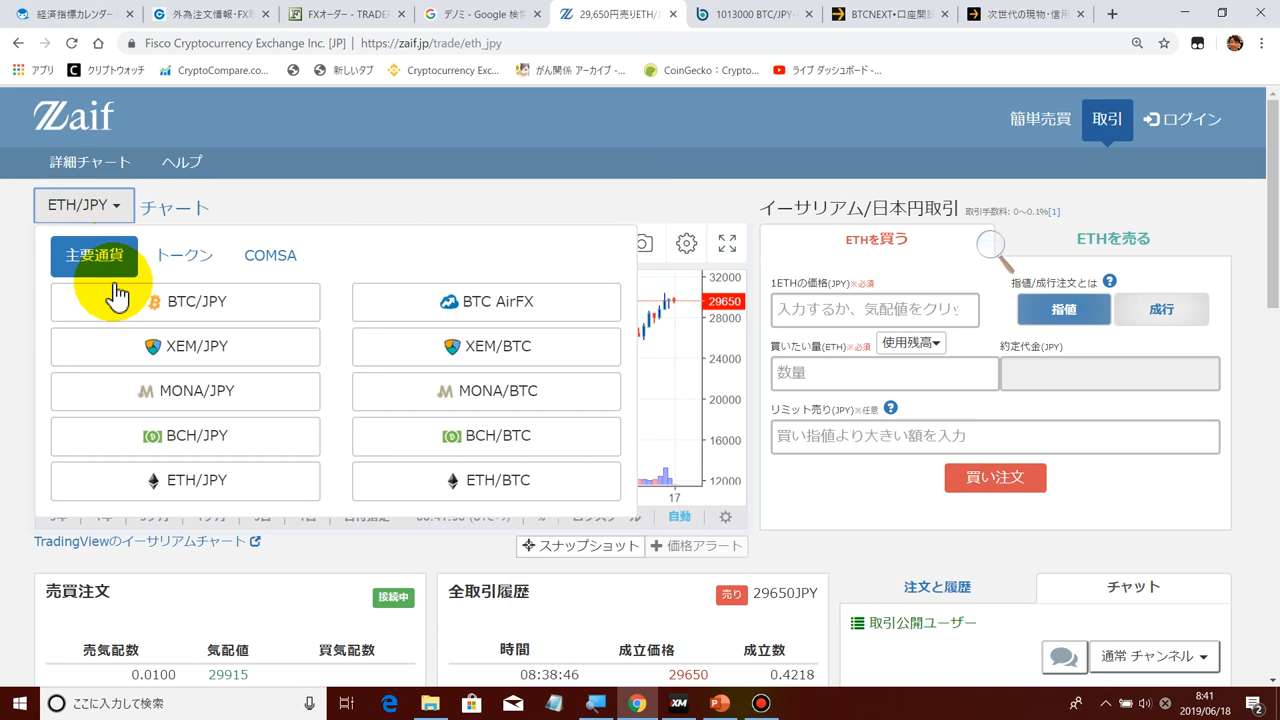 経済指標・FX
外為注文情報・FX
FXオーダー - TRADE
デノミ - Google 検索
29,650円売りETH/
1013000 BTC/JPY
BTCNEXT・口座開設
次世代の現物・信用
Fisco Cryptocurrency Exchange Inc. [JP] | https://zaif.jp/trade/eth_jpy
アプリ
クリプトウォッチ
CryptoCompare.co...
新しいタブ
Cryptocurrency Exc...
がん関係 アーカイブ -...
CoinGecko：Crypto...
ライブ ダッシュボード -...
Zaif
簡単売買
取引
ログイン
詳細チャート
ヘルプ
ETH/JPY
チャート
イーサリアム/日本円取引 取引手数料: 0～0.1%[1]
主要通貨
トークン
COMSA
ETHを買う
ETHを売る
BTC/JPY
BTC AirFX
XEM/JPY
XEM/BTC
MONA/JPY
MONA/BTC
BCH/JPY
BCH/BTC
ETH/JPY
ETH/BTC
32000
29650
28000
24000
20000
16000
12000
17
1ETHの価格(JPY)※必須
指値/成行注文とは
入力するか、気配値をクリッ
指値
成行
買いたい量(ETH)※必須
使用残高
約定代金(JPY)
数量
リミット売り(JPY)※任意
買い指値より大きい額を入力
買い注文
自動
TradingViewのイーサリアムチャート
スナップショット
価格アラート
売買注文
接続中
売気配数
気配値
買気配数
0.0100
29915
全取引履歴
売り
29650JPY
時間
成立価格
成立数
08:38:46
29650
0.4218
注文と履歴
チャット
取引公開ユーザー
通常 チャンネル
ここに入力して検索
XM
8:41
2019/06/18
2